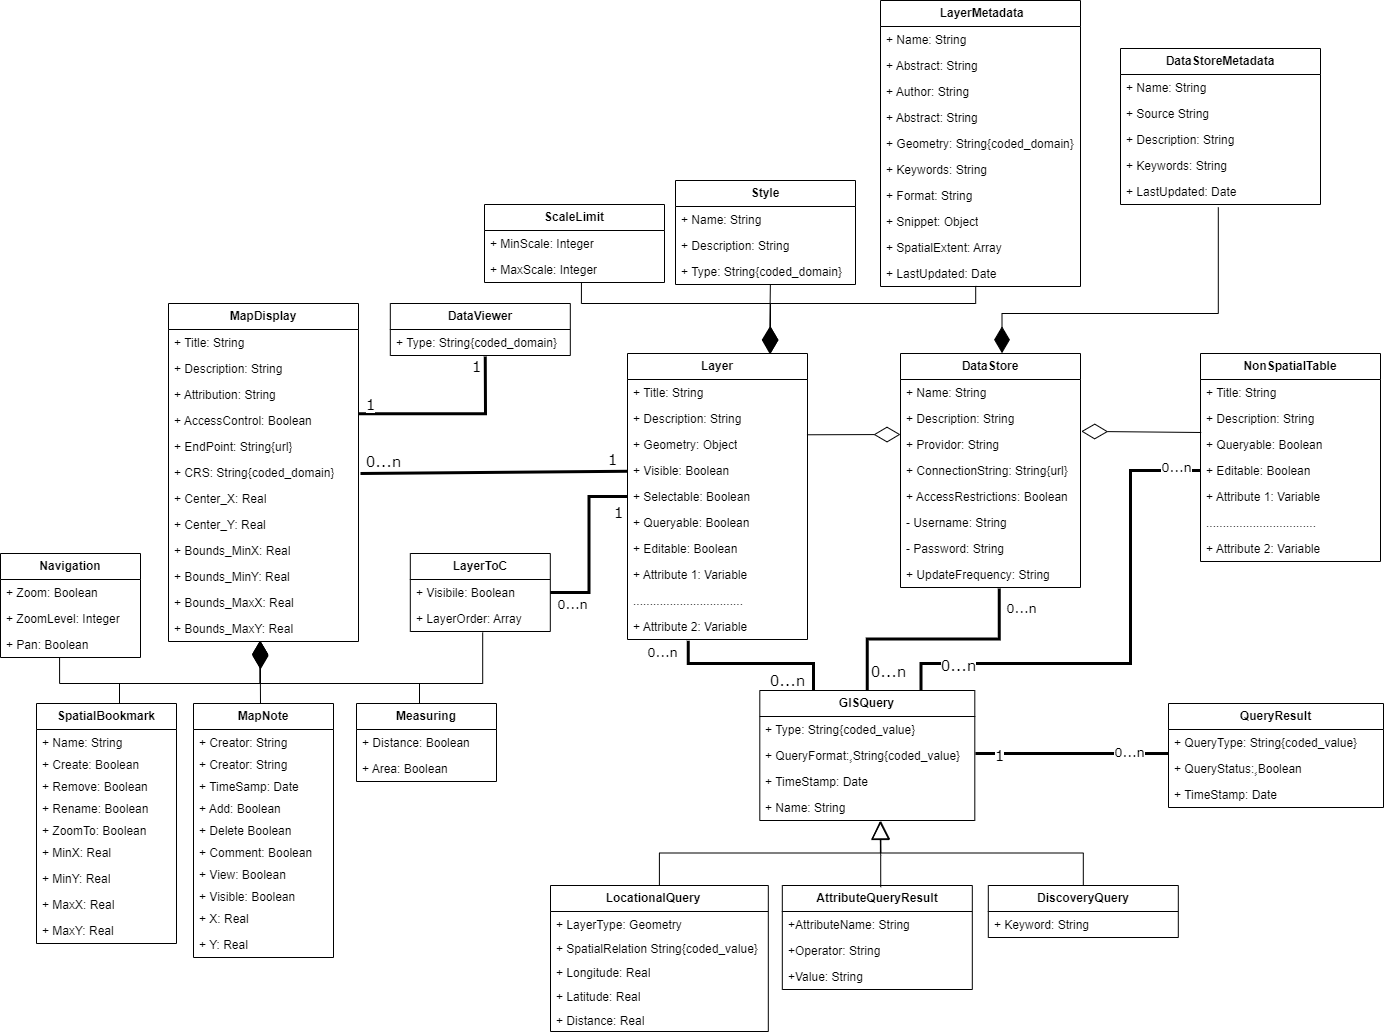 LayerMetadata
+ Name: String
+ Abstract: String
+ Author: String
+ Abstract: String
+ Geometry: String{coded_domain}
+ Keywords: String
+ Format: String
+ Snippet: Object
+ SpatialExtent: Array
+ LastUpdated: Date
DataStoreMetadata
+ Name: String
+ Source String
+ Description: String
+ Keywords: String
+ LastUpdated: Date
Style
+ Name: String
+ Description: String
+ Type: String{coded_domain}
ScaleLimit
+ MinScale: Integer
+ MaxScale: Integer
MapDisplay
+ Title: String
+ Description: String
+ Attribution: String
+ AccessControl: Boolean
+ EndPoint: String{url}
+ CRS: String{coded_domain}
+ Center_X: Real
+ Center_Y: Real
+ Bounds_MinX: Real
+ Bounds_MinY: Real
+ Bounds_MaxX: Real
+ Bounds_MaxY: Real
DataViewer
+ Type: String{coded_domain}
1
1
0...n
1
1
0...n
Layer
+ Title: String
+ Description: String
+ Geometry: Object
+ Visible: Boolean
+ Selectable: Boolean
+ Queryable: Boolean
+ Editable: Boolean
+ Attribute 1: Variable
.................................
+ Attribute 2: Variable
DataStore
+ Name: String
+ Description: String
+ Providor: String
+ ConnectionString: String{url}
+ AccessRestrictions: Boolean
- Username: String
- Password: String
+ UpdateFrequency: String
NonSpatialTable
+ Title: String
+ Description: String
+ Queryable: Boolean
+ Editable: Boolean
+ Attribute 1: Variable
.................................
+ Attribute 2: Variable
0...n
Navigation
+ Zoom: Boolean
+ ZoomLevel: Integer
+ Pan: Boolean
LayerToC
+ Visibile: Boolean
+ LayerOrder: Array
0...n
0...n
0...n
0...n
0...n
SpatialBookmark
+ Name: String
+ Create: Boolean
+ Remove: Boolean
+ Rename: Boolean
+ ZoomTo: Boolean
+ MinX: Real
+ MinY: Real
+ MaxX: Real
+ MaxY: Real
MapNote
+ Creator: String
+ Creator: String
+ TimeSamp: Date
+ Add: Boolean
+ Delete Boolean
+ Comment: Boolean
+ View: Boolean
+ Visible: Boolean
+ X: Real
+ Y: Real
Measuring
+ Distance: Boolean
+ Area: Boolean
GISQuery
+ Type: String{coded_value}
+ QueryFormat:,String{coded_value}
+ TimeStamp: Date
+ Name: String
1
0...n
QueryResult
+ QueryType: String{coded_value}
+ QueryStatus:,Boolean
+ TimeStamp: Date
LocationalQuery
+ LayerType: Geometry
+ SpatialRelation String{coded_value}
+ Longitude: Real
+ Latitude: Real
+ Distance: Real
AttributeQueryResult
+AttributeName: String
+Operator: String
+Value: String
DiscoveryQuery
+ Keyword: String